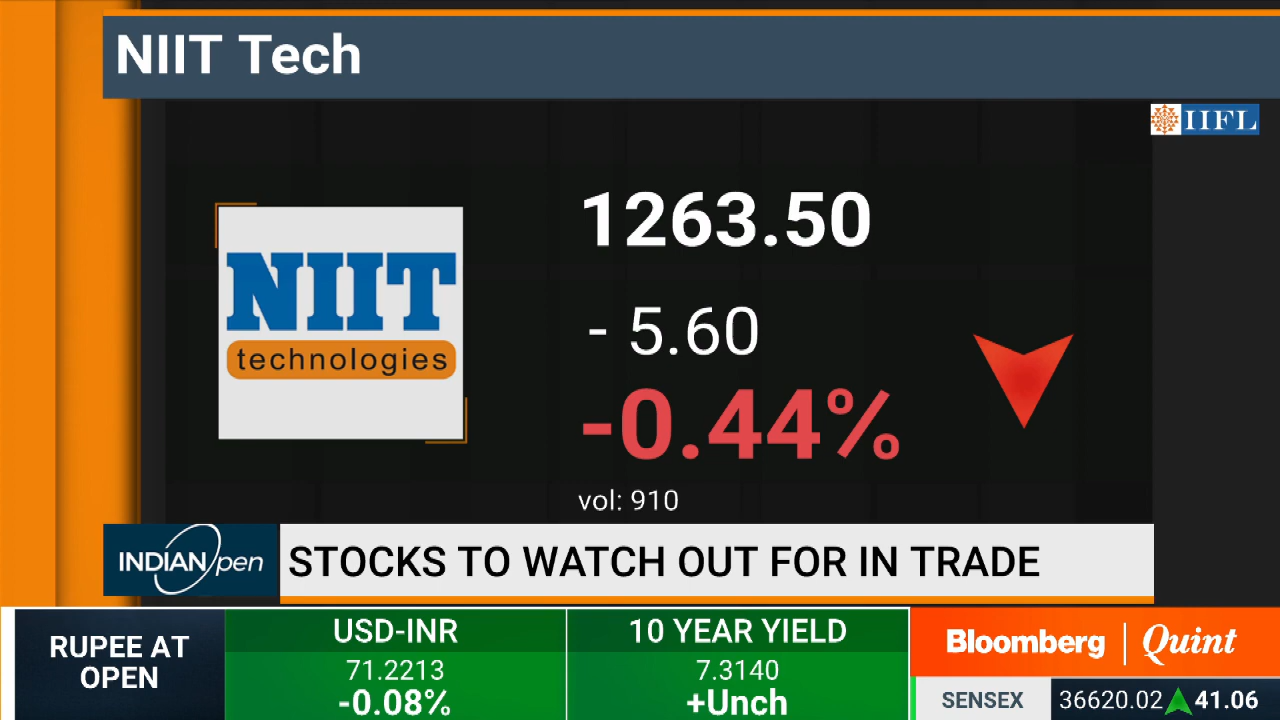 NIIT Tech
IIFL
1263.50
NIIT
technologies
- 5.60
-0.44%
vol: 910
INDIAN Open
STOCKS TO WATCH OUT FOR IN TRADE
RUPEE AT
OPEN
USD-INR
71.2213
-0.08%
10 YEAR YIELD
7.3140
+Unch
Bloomberg | Quint
SENSEX 36620.02 41.06